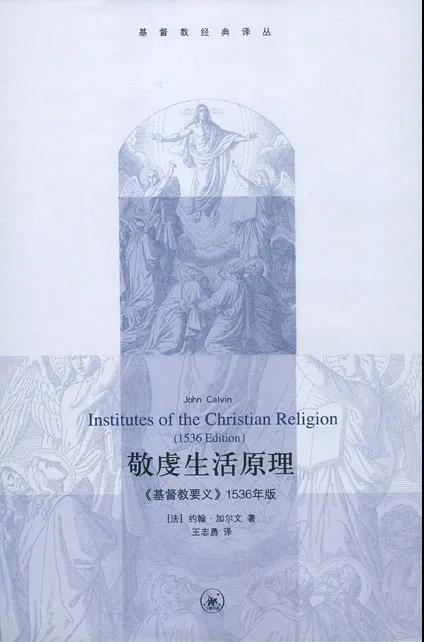 基督教经典译丛
John Calvin
Institutes of the Christian Religion
(1536 Edition)
敬虔生活原理
《基督教要义》1536年版
[法] 约翰·加尔文 著
王志勇 译